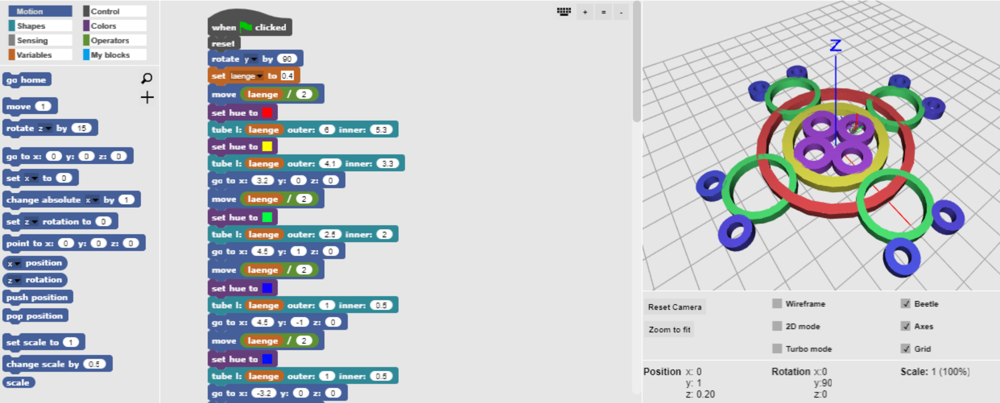 Motion
Control
Shapes
Colors
Sensing
Operators
Variables
My blocks
go home
move 1
rotate z by 15
go to x: 0 y: 0 z: 0
set x to 0
change absolute x by 1
set z rotation to 0
point to x: 0 y: 0 z: 0
x position
z rotation
push position
pop position
set scale to 1
change scale by 0.5
scale
+ = -
when clicked
reset
rotate y by 90
set laenge to 0.4
move laenge / 2
set hue to
tube l: laenge outer: 6 inner: 5.3
set hue to
tube l: laenge outer: 4.1 inner: 3.3
go to x: 3.2 y: 0 z: 0
move laenge / 2
set hue to
tube l: laenge outer: 2.5 inner: 2
go to x: 4.5 y: 1 z: 0
move laenge / 2
set hue to
tube l: laenge outer: 1 inner: 0.5
go to x: 4.5 y: -1 z: 0
move laenge / 2
set hue to
tube l: laenge outer: 1 inner: 0.5
go to x: -3.2 y: 0 z: 0
Z
Reset Camera
Zoom to fit
Wireframe
2D mode
Turbo mode
Beetle
Axes
Grid
Position x: 0
y: 1
z: 0.20
Rotation x:0
y:90
z:0
Scale: 1 (100%)